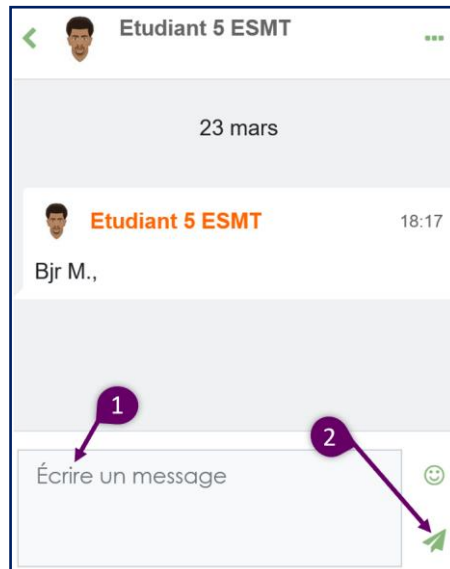 Etudiant 5 ESMT
23 mars
Etudiant 5 ESMT 18:17
Bjr M.,
1
2
Écrire un message